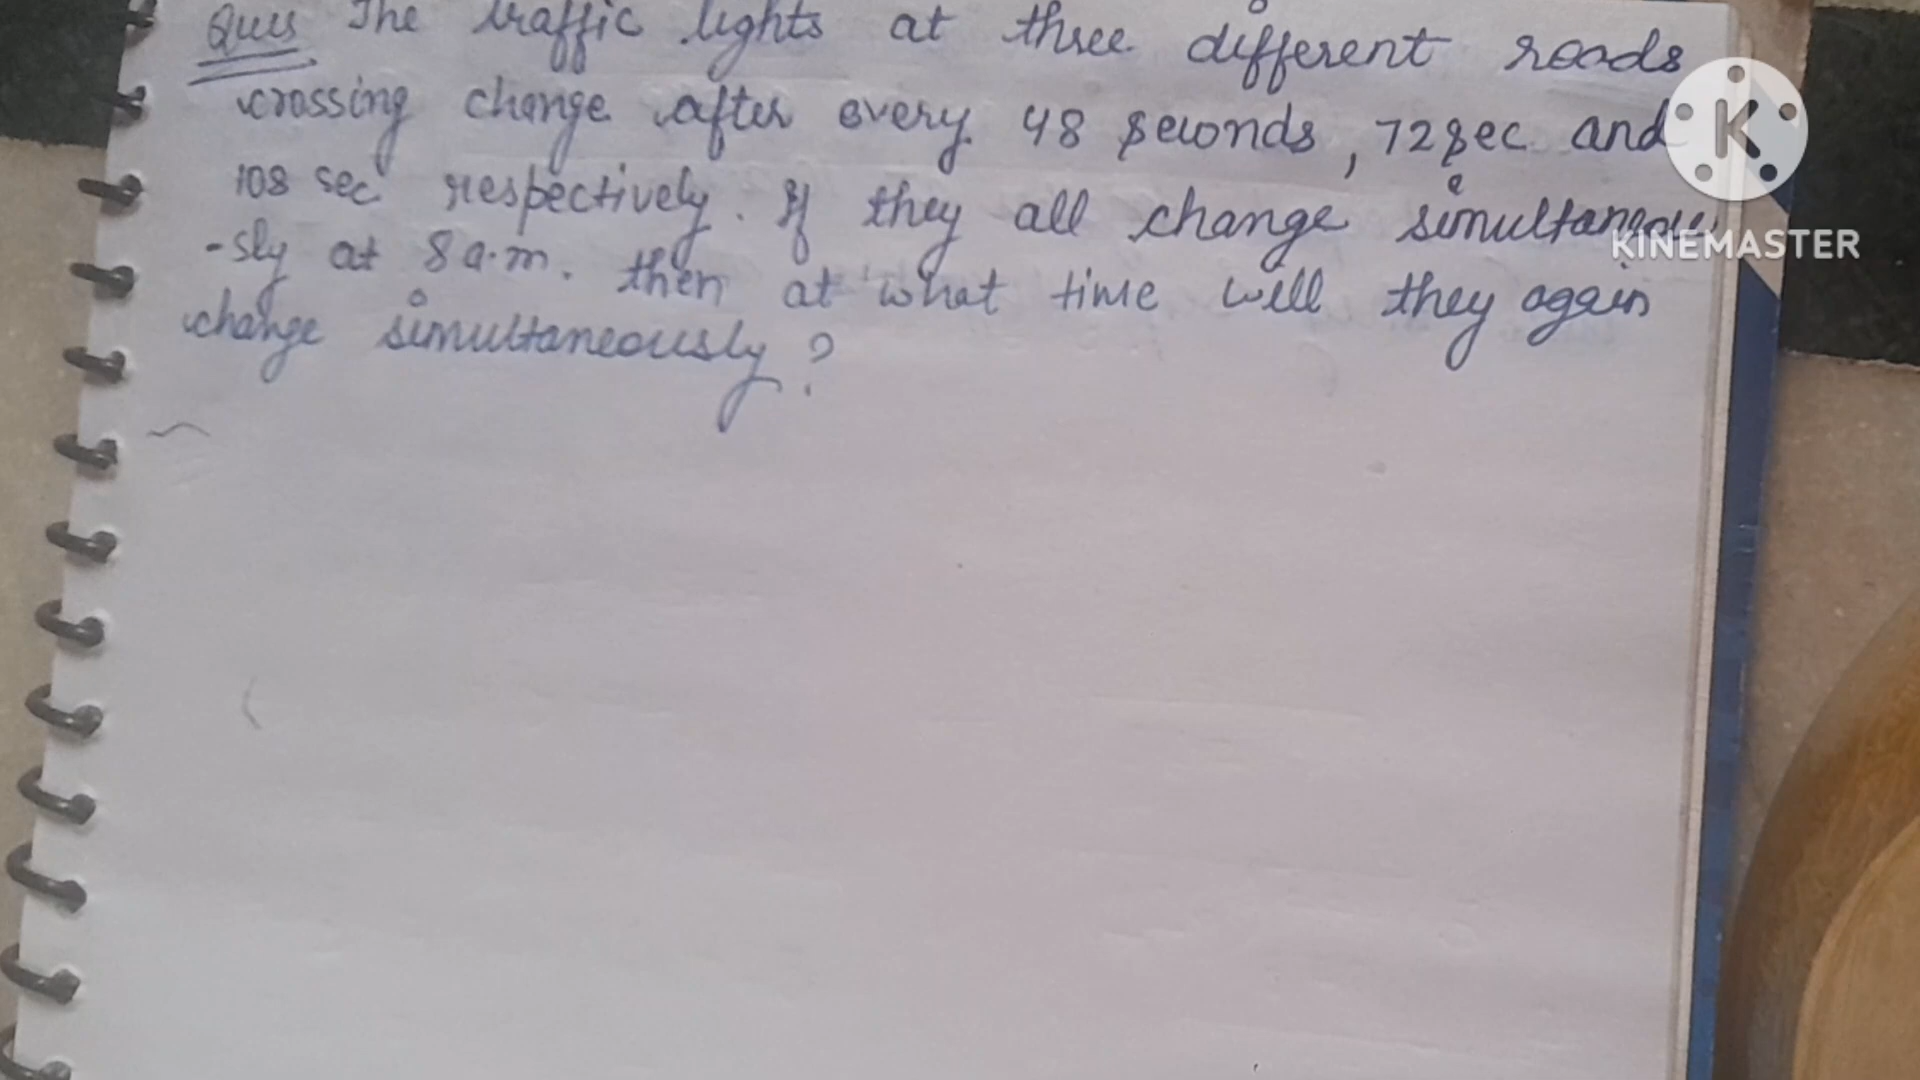 Ques The traffic lights at three different roads
crossing change after every 48 seconds, 72 sec and
108 sec respectively. If they all change simultaneou
-sly at 8 a.m. then at what time will they again
change simultaneously?
KINEMASTER